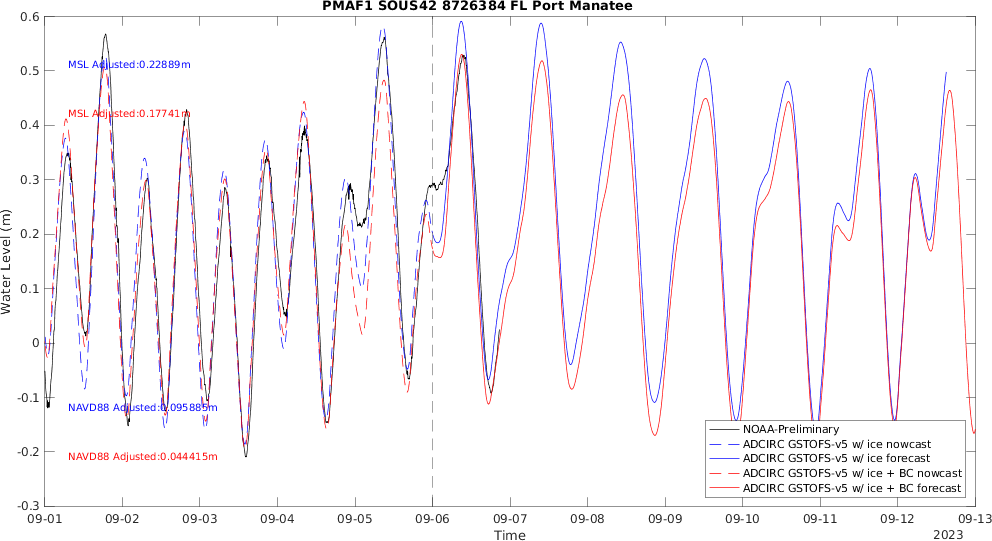 PMAF1 SOUS42 8726384 FL Port Manatee
0.6
0.5
0.4
0.3
0.2
0.1
0
-0.1
-0.2
-0.3
Water Level (m)
MSL Adjusted:0.22889m
MSL Adjusted:0.17741m
NAVD88 Adjusted:0.095885m
NAVD88 Adjusted:0.044415m
NOAA-Preliminary
ADCIRC GSTOFS-v5 w/ ice nowcast
ADCIRC GSTOFS-v5 w/ ice forecast
ADCIRC GSTOFS-v5 w/ ice + BC nowcast
ADCIRC GSTOFS-v5 w/ ice + BC forecast
09-01 09-02 09-03 09-04 09-05 09-06 09-07 09-08 09-09 09-10 09-11 09-12 09-13
Time
2023